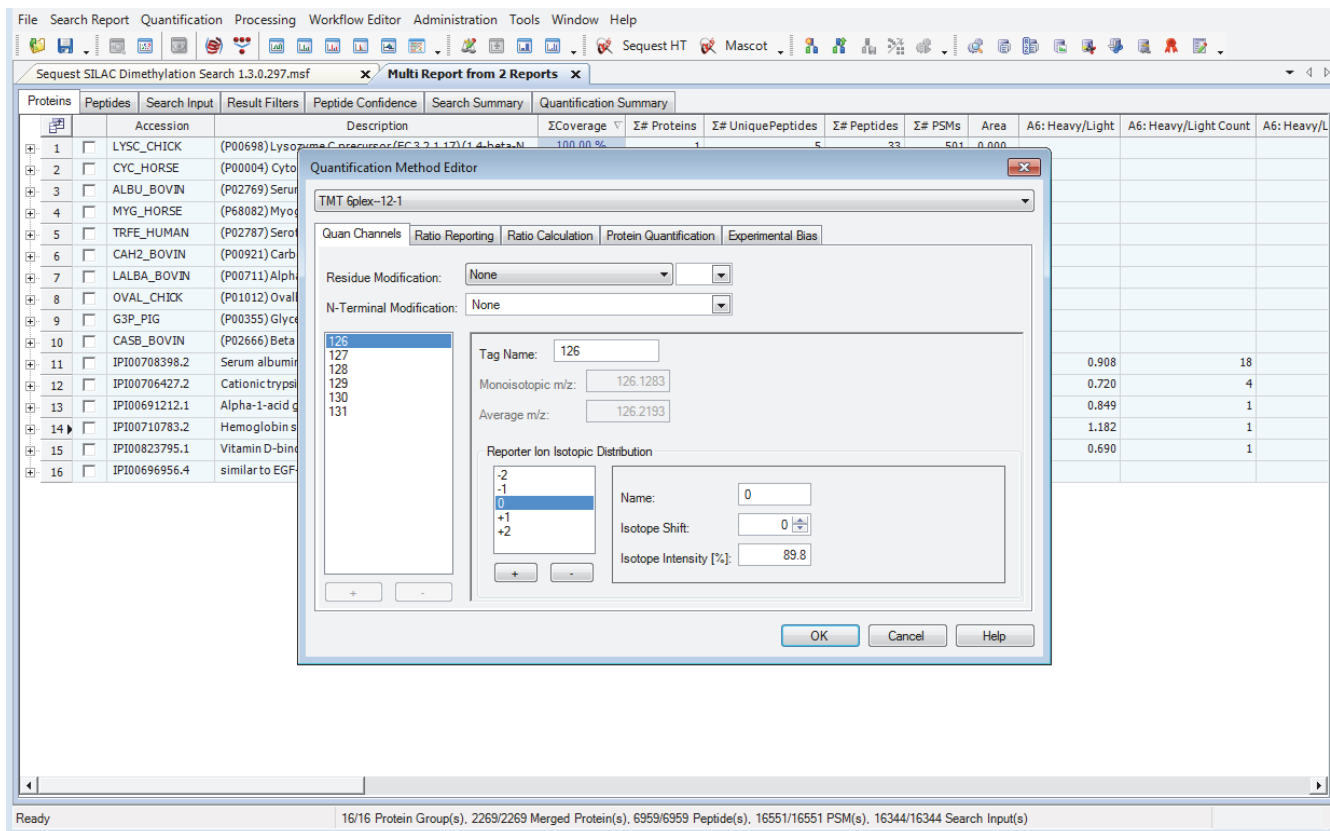 File Search Report Quantification Processing Workflow Editor Administration Tools Window Help
Sequest HT Mascot
Sequest SILAC Dimethylation Search 1.3.0.297.msf x Multi Report from 2 Reports x
Proteins Peptides Search Input Result Filters Peptide Confidence Search Summary Quantification Summary
Accession Description ΣCoverage Σ# Proteins Σ# Unique Peptides Σ# Peptides Σ# PSMs Area A6: Heavy/Light A6: Heavy/Light Count A6: Heavy/L
1 LYSC_CHICK (P00698) Lysozyme C precursor (EC 3.2.1.17) (1,4-beta-N 100.00 % 1 5 33 501 0.000
2 CYC_HORSE (P00004) Cyto
3 ALBU_BOVIN (P02769) Serur
4 MYG_HORSE (P68082) Myog
5 TRFE_HUMAN (P02787) Serot
6 CAH2_BOVIN (P00921) Carb
7 LALBA_BOVIN (P00711) Alpha
8 OVAL_CHICK (P01012) Oval
9 G3P_PIG (P00355) Glyce
10 CASB_BOVIN (P02666) Beta
11 IPI00708398.2 Serum albumin 0.908 18
12 IPI00706427.2 Cationic trypsi 0.720 4
13 IPI00691212.1 Alpha-1-acid g 0.849 1
14 IPI00710783.2 Hemoglobin s 1.182 1
15 IPI00823795.1 Vitamin D-bind 0.690 1
16 IPI00696956.4 similar to EGF-
Quantification Method Editor
TMT 6plex--12-1
Quan Channels Ratio Reporting Ratio Calculation Protein Quantification Experimental Bias
Residue Modification: None
N-Terminal Modification: None
126
127
128
129
130
131
Tag Name: 126
Monoisotopic m/z: 126.1283
Average m/z: 126.2193
Reporter Ion Isotopic Distribution
-2
-1
0
+1
+2
Name: 0
Isotope Shift: 0
Isotope Intensity [%]: 89.8
+ -
+ -
OK Cancel Help
Ready 16/16 Protein Group(s), 2269/2269 Merged Protein(s), 6959/6959 Peptide(s), 16551/16551 PSM(s), 16344/16344 Search Input(s)